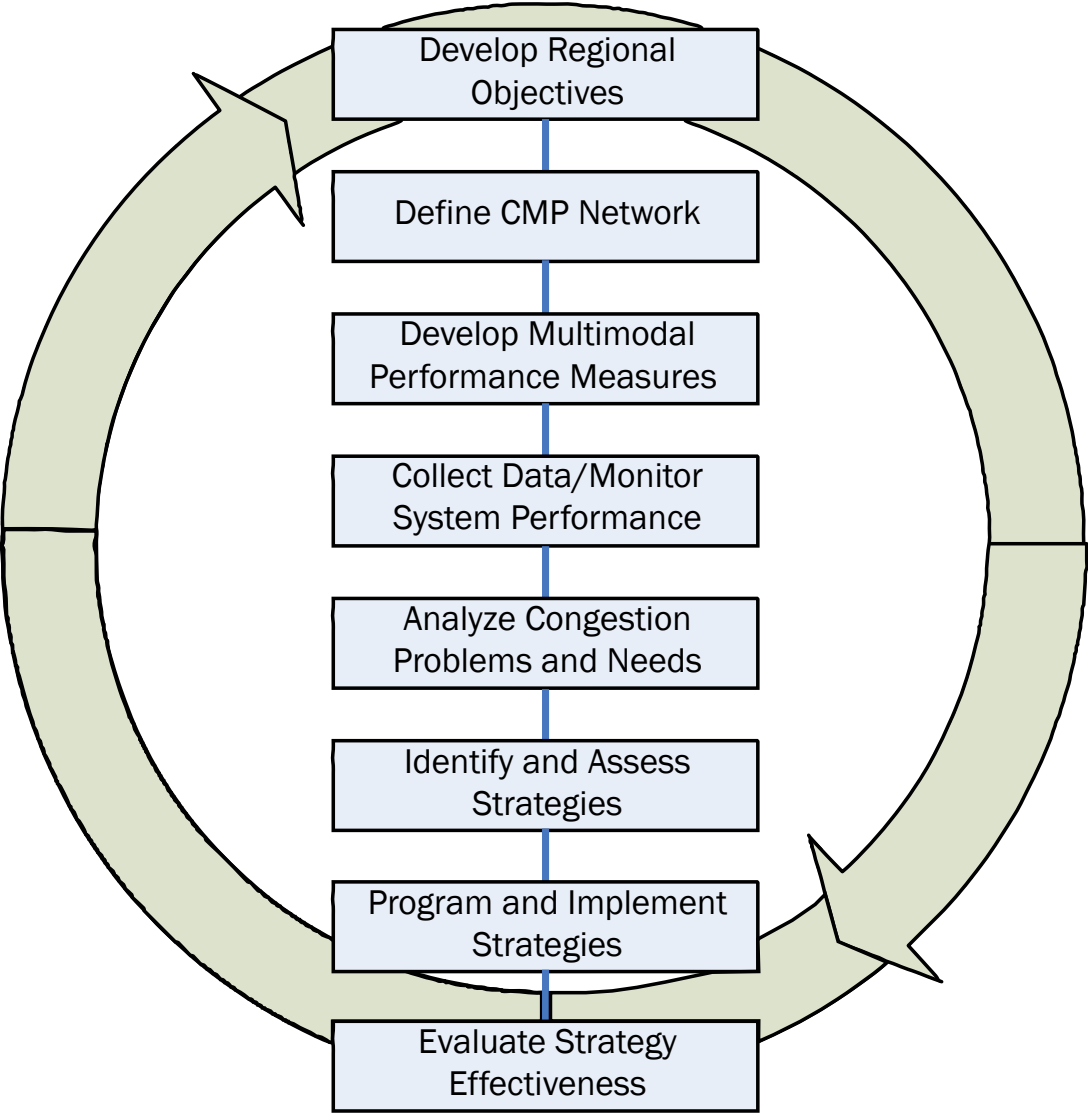 Develop Regional
Objectives
Define CMP Network
Develop Multimodal
Performance Measures
Collect Data/Monitor
System Performance
Analyze Congestion
Problems and Needs
Identify and Assess
Strategies
Program and Implement
Strategies
Evaluate Strategy
Effectiveness